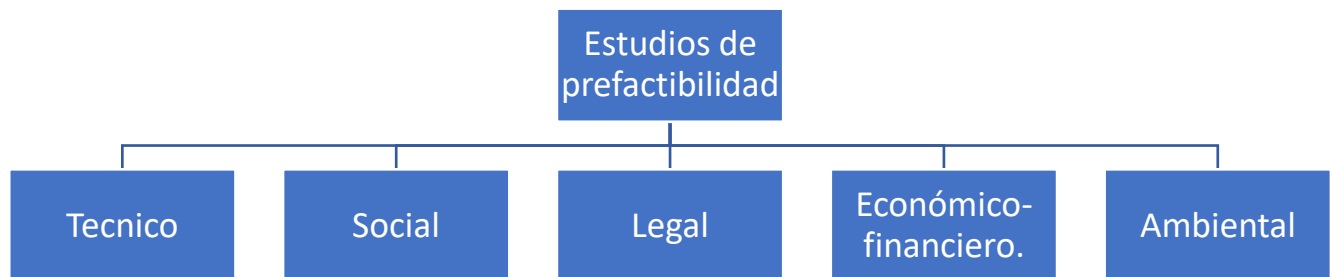 Estudios de
prefactibilidad
Tecnico
Social
Legal
Económico-
financiero.
Ambiental